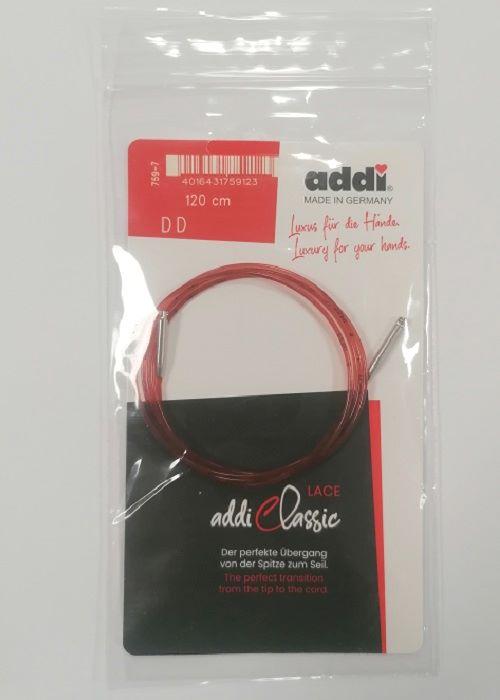 759-7
4016431759123
120 cm
DD
addi®
MADE IN GERMANY
Luxus für die Hände.
Luxury for your hands.
LACE
addi Classic
Der perfekte Übergang
von der Spitze zum Seil.
The perfect transition
from the tip to the cord.